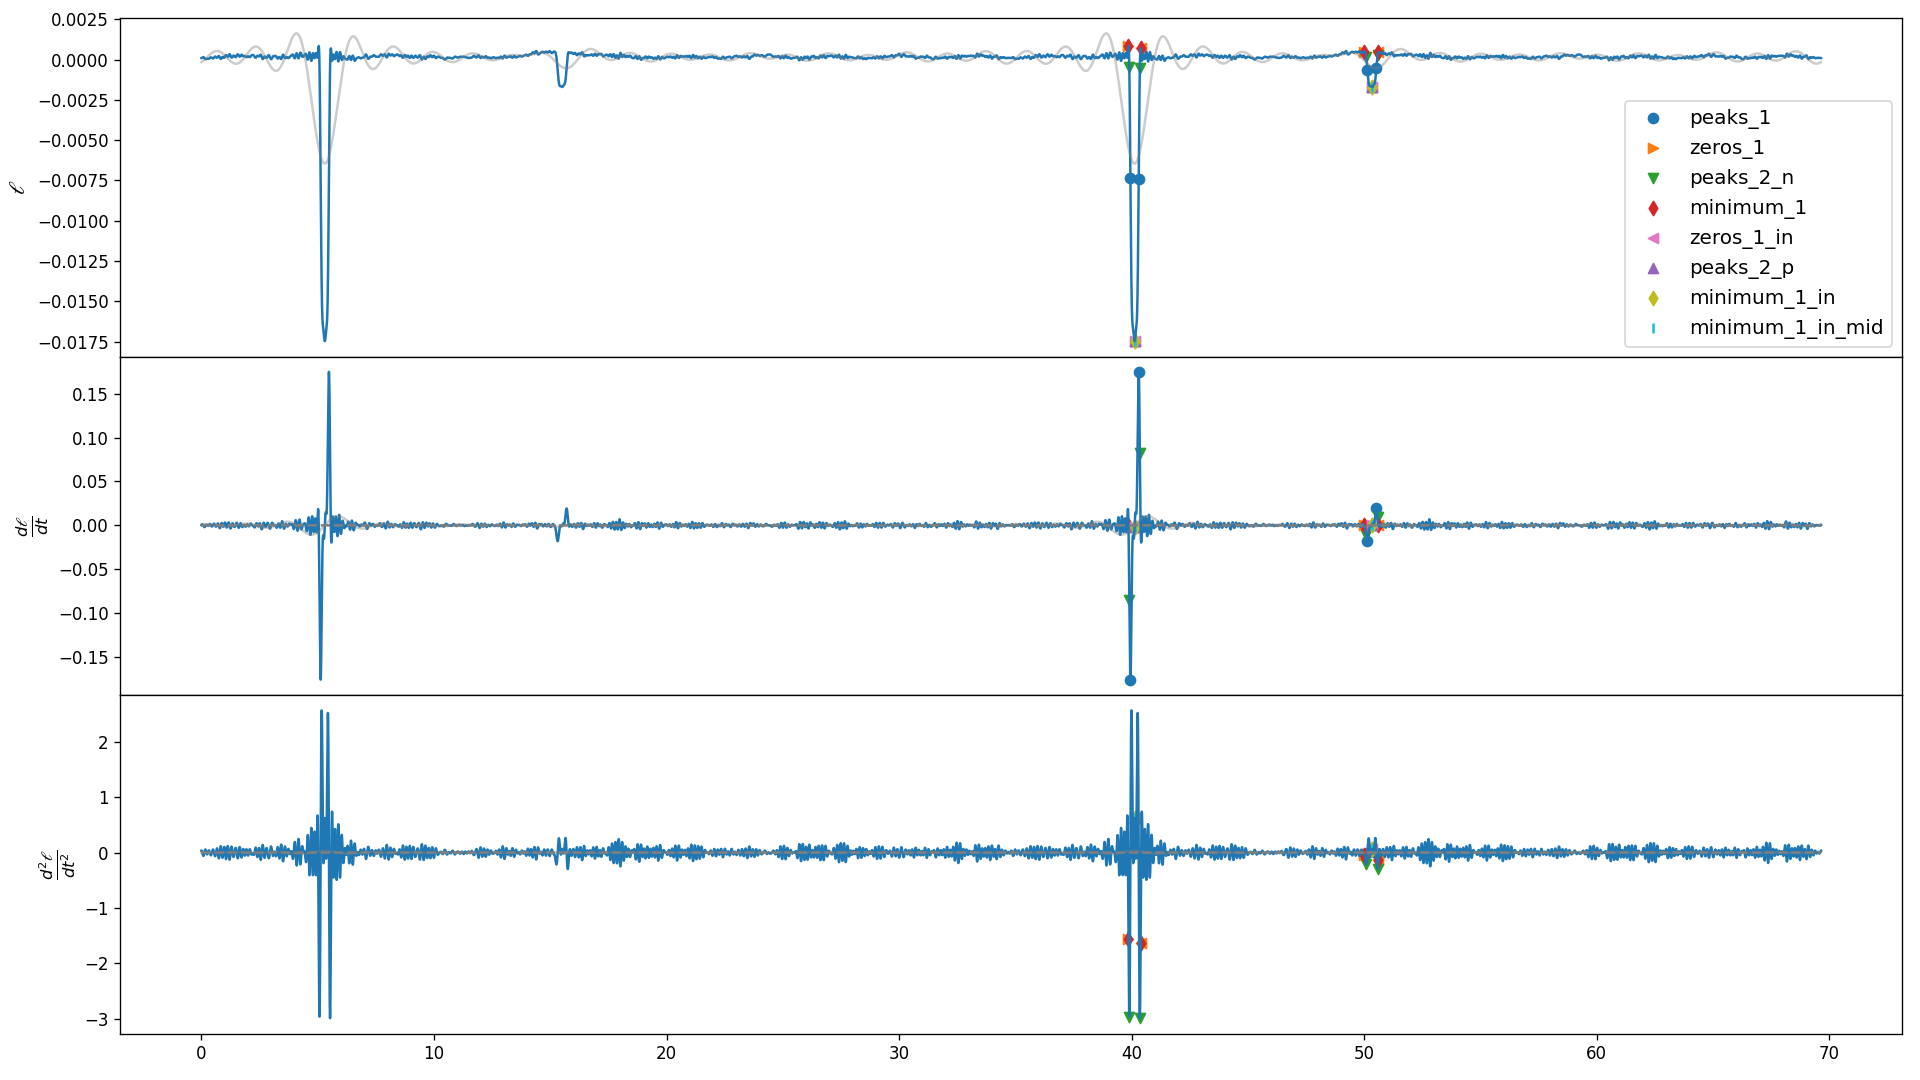 0.0025
0.0000
−0.0025
−0.0050
−0.0075
−0.0100
−0.0125
−0.0150
−0.0175
ℓ
peaks_1
zeros_1
peaks_2_n
minimum_1
zeros_1_in
peaks_2_p
minimum_1_in
minimum_1_in_mid
0.15
0.10
0.05
0.00
−0.05
−0.10
−0.15
dℓ
dt
2
1
0
−1
−2
−3
d²ℓ
dt²
0 10 20 30 40 50 60 70